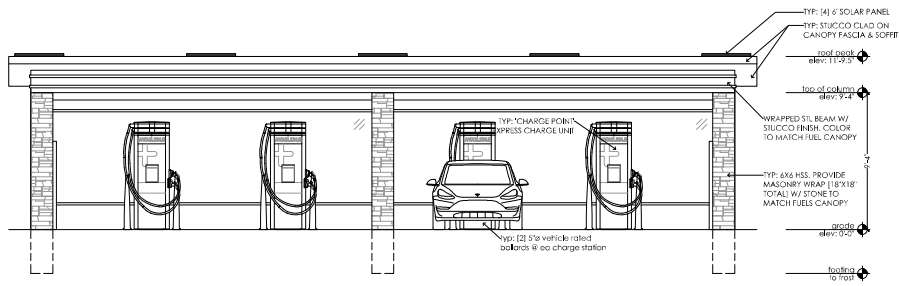 TYP: [4] 6' SOLAR PANEL
TYP: STUCCO CLAD ON
CANOPY FASCIA & SOFFIT
roof peak
elev: 11'-9.5"
top of column
elev: 9'-4"
TYP: 'CHARGE POINT'
XPRESS CHARGE UNIT
WRAPPED STL BEAM W/
STUCCO FINISH. COLOR
TO MATCH FUEL CANOPY
9'-4"
TYP: 6X6 HSS. PROVIDE
MASONRY WRAP [18"X18"
TOTAL] W/ STONE TO
MATCH FUELS CANOPY
grade
elev: 0'-0"
typ: [2] 5"ø vehicle rated
bollards @ ea charge station
footing
to frost